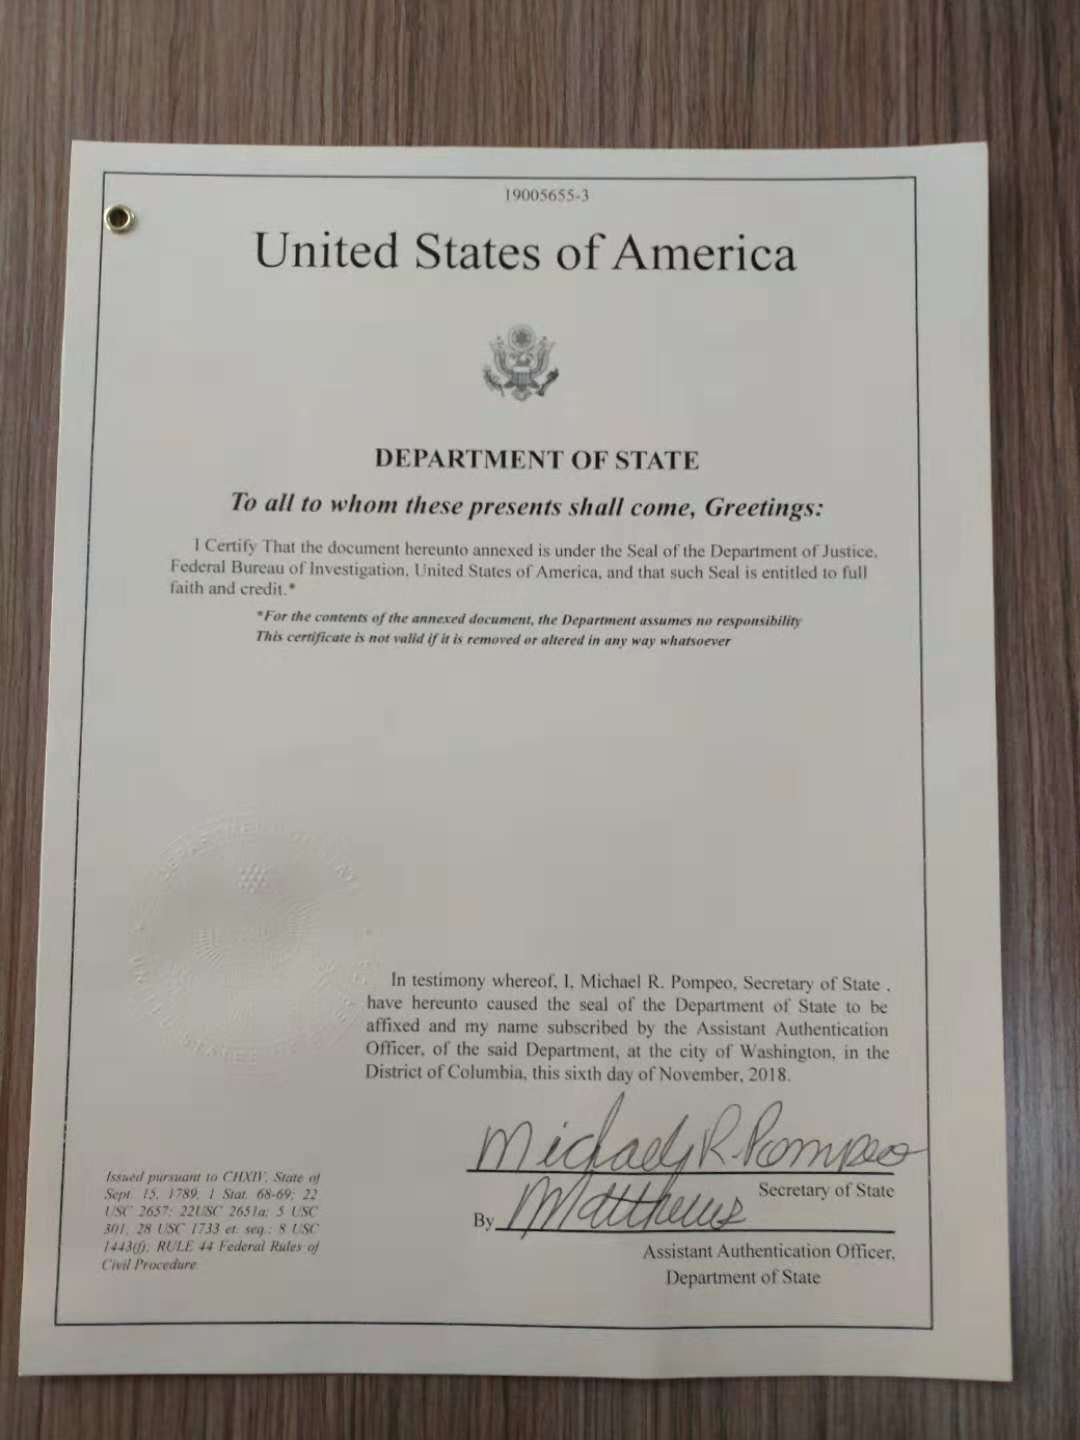 19005655-3
United States of America
DEPARTMENT OF STATE
To all to whom these presents shall come, Greetings:
I Certify That the document hereunto annexed is under the Seal of the Department of Justice,
Federal Bureau of Investigation, United States of America, and that such Seal is entitled to full
faith and credit.*
*For the contents of the annexed document, the Department assumes no responsibility
This certificate is not valid if it is removed or altered in any way whatsoever
In testimony whereof, I, Michael R. Pompeo, Secretary of State ,
have hereunto caused the seal of the Department of State to be
affixed and my name subscribed by the Assistant Authentication
Officer, of the said Department, at the city of Washington, in the
District of Columbia, this sixth day of November, 2018.
Michael R. Pompeo
Secretary of State
By M Matthews
Assistant Authentication Officer,
Department of State
Issued pursuant to CHXIV, State of
Sept. 15, 1789, 1 Stat. 68-69; 22
USC 2657; 22USC 2651a; 5 USC
301; 28 USC 1733 et. seq.; 8 USC
1443(f); RULE 44 Federal Rules of
Civil Procedure.